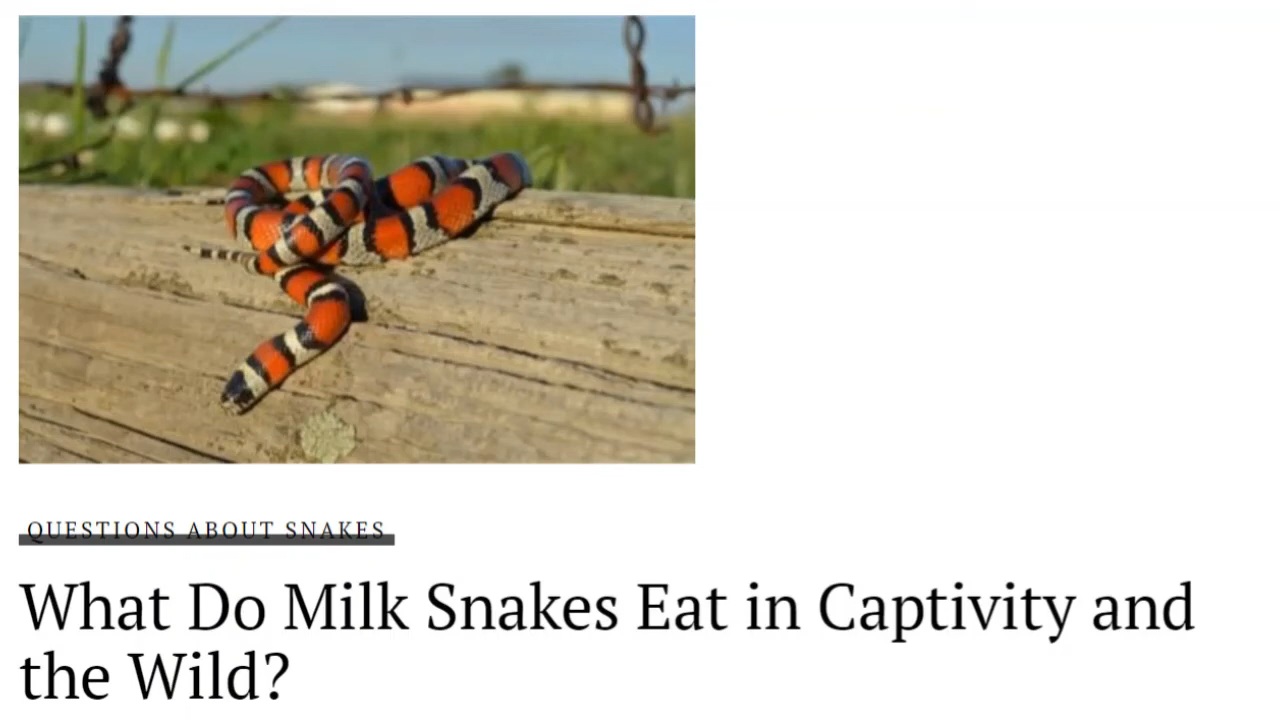 QUESTIONS ABOUT SNAKES
What Do Milk Snakes Eat in Captivity and
the Wild?